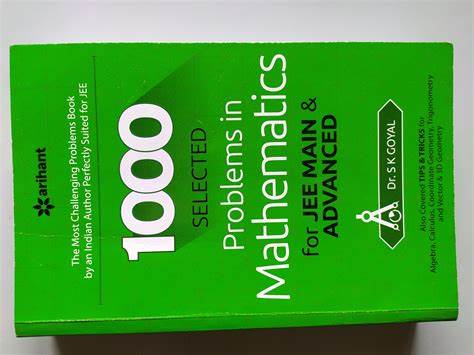 arihant
The Most Challenging Problems Book
by an Indian Author Perfectly Suited for JEE
1000
SELECTED
Problems in
Mathematics
for JEE MAIN &
ADVANCED
Dr. S K GOYAL
Also Covered TIPS & TRICKS for
Algebra, Calculus, Coordinate Geometry, Trigonometry
and Vector & 3D Geometry